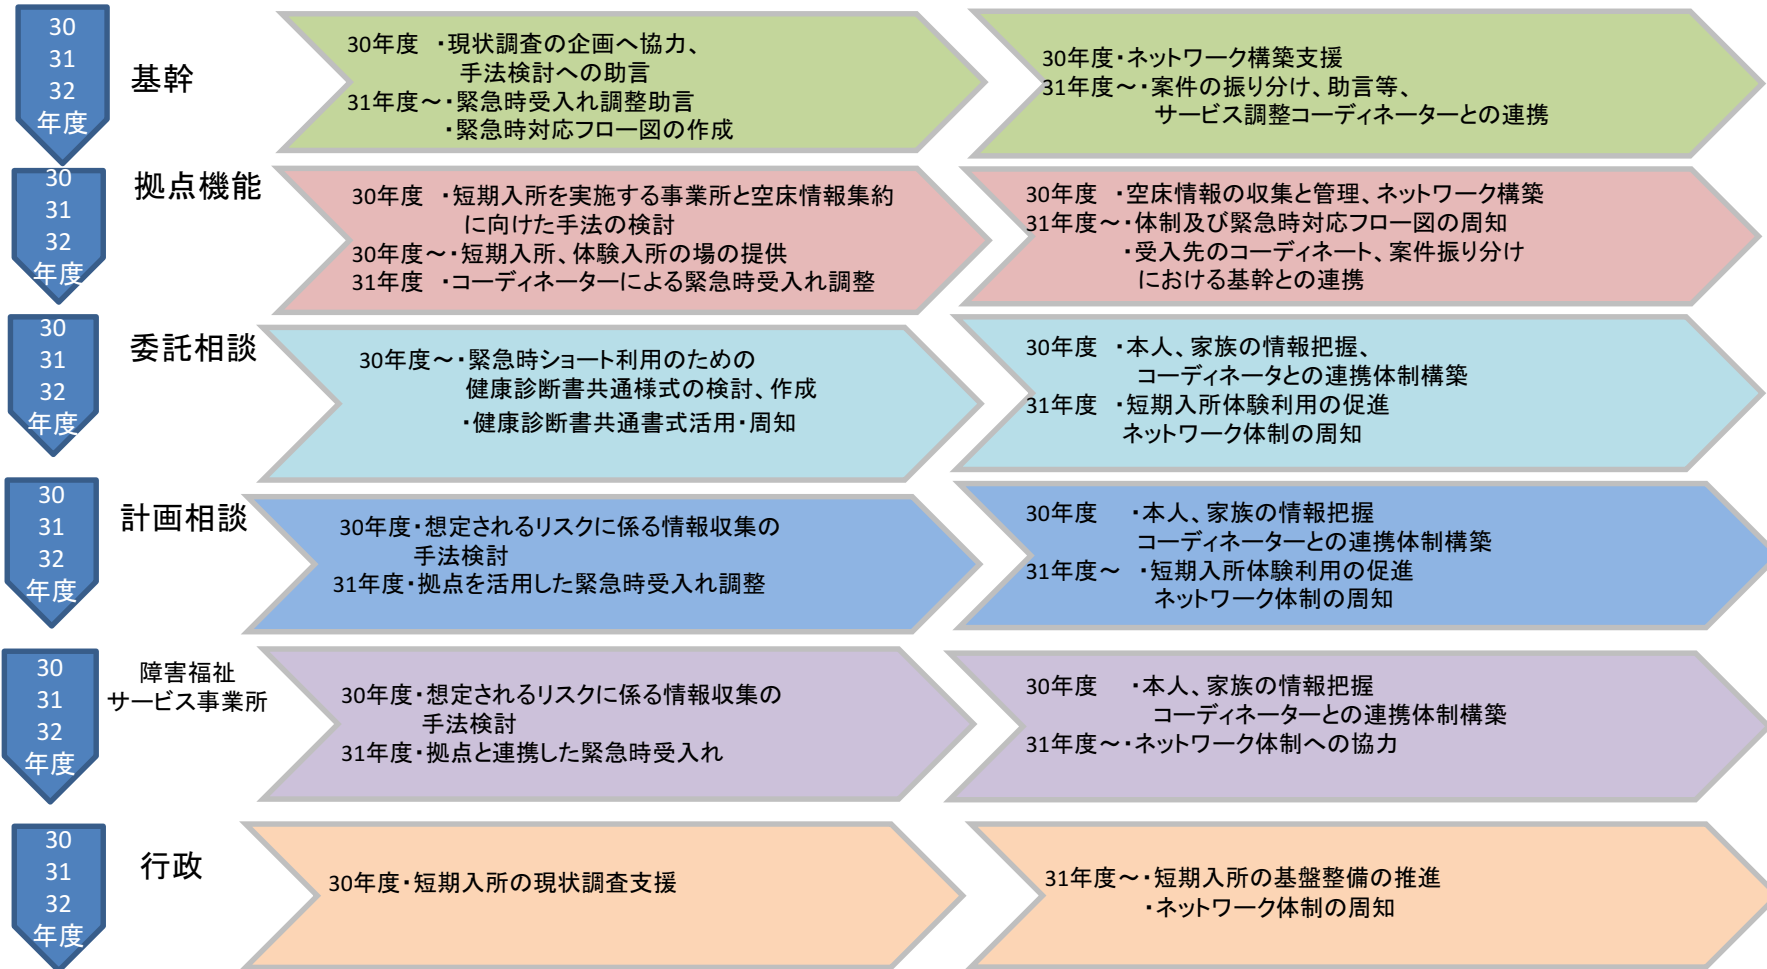 30
31
32
年度
基幹
30年度 ・現状調査の企画へ協力、
手法検討への助言
31年度～・緊急時受入れ調整助言
・緊急時対応フロー図の作成
30年度・ネットワーク構築支援
31年度～・案件の振り分け、助言等、
サービス調整コーディネーターとの連携
30
31
32
年度
拠点機能
30年度 ・短期入所を実施する事業所と空床情報集約
に向けた手法の検討
30年度～・短期入所、体験入所の場の提供
31年度 ・コーディネーターによる緊急時受入れ調整
30年度 ・空床情報の収集と管理、ネットワーク構築
31年度～・体制及び緊急時対応フロー図の周知
・受入先のコーディネート、案件振り分け
における基幹との連携
30
31
32
年度
委託相談
30年度～・緊急時ショート利用のための
健康診断書共通様式の検討、作成
・健康診断書共通書式活用・周知
30年度 ・本人、家族の情報把握、
コーディネータとの連携体制構築
31年度 ・短期入所体験利用の促進
ネットワーク体制の周知
30
31
32
年度
計画相談
30年度・想定されるリスクに係る情報収集の
手法検討
31年度・拠点を活用した緊急時受入れ調整
30年度 ・本人、家族の情報把握
コーディネーターとの連携体制構築
31年度～ ・短期入所体験利用の促進
ネットワーク体制の周知
30
31
32
年度
障害福祉
サービス事業所
30年度・想定されるリスクに係る情報収集の
手法検討
31年度・拠点と連携した緊急時受入れ
30年度 ・本人、家族の情報把握
コーディネーターとの連携体制構築
31年度～・ネットワーク体制への協力
30
31
32
年度
行政
30年度・短期入所の現状調査支援
31年度～・短期入所の基盤整備の推進
・ネットワーク体制の周知